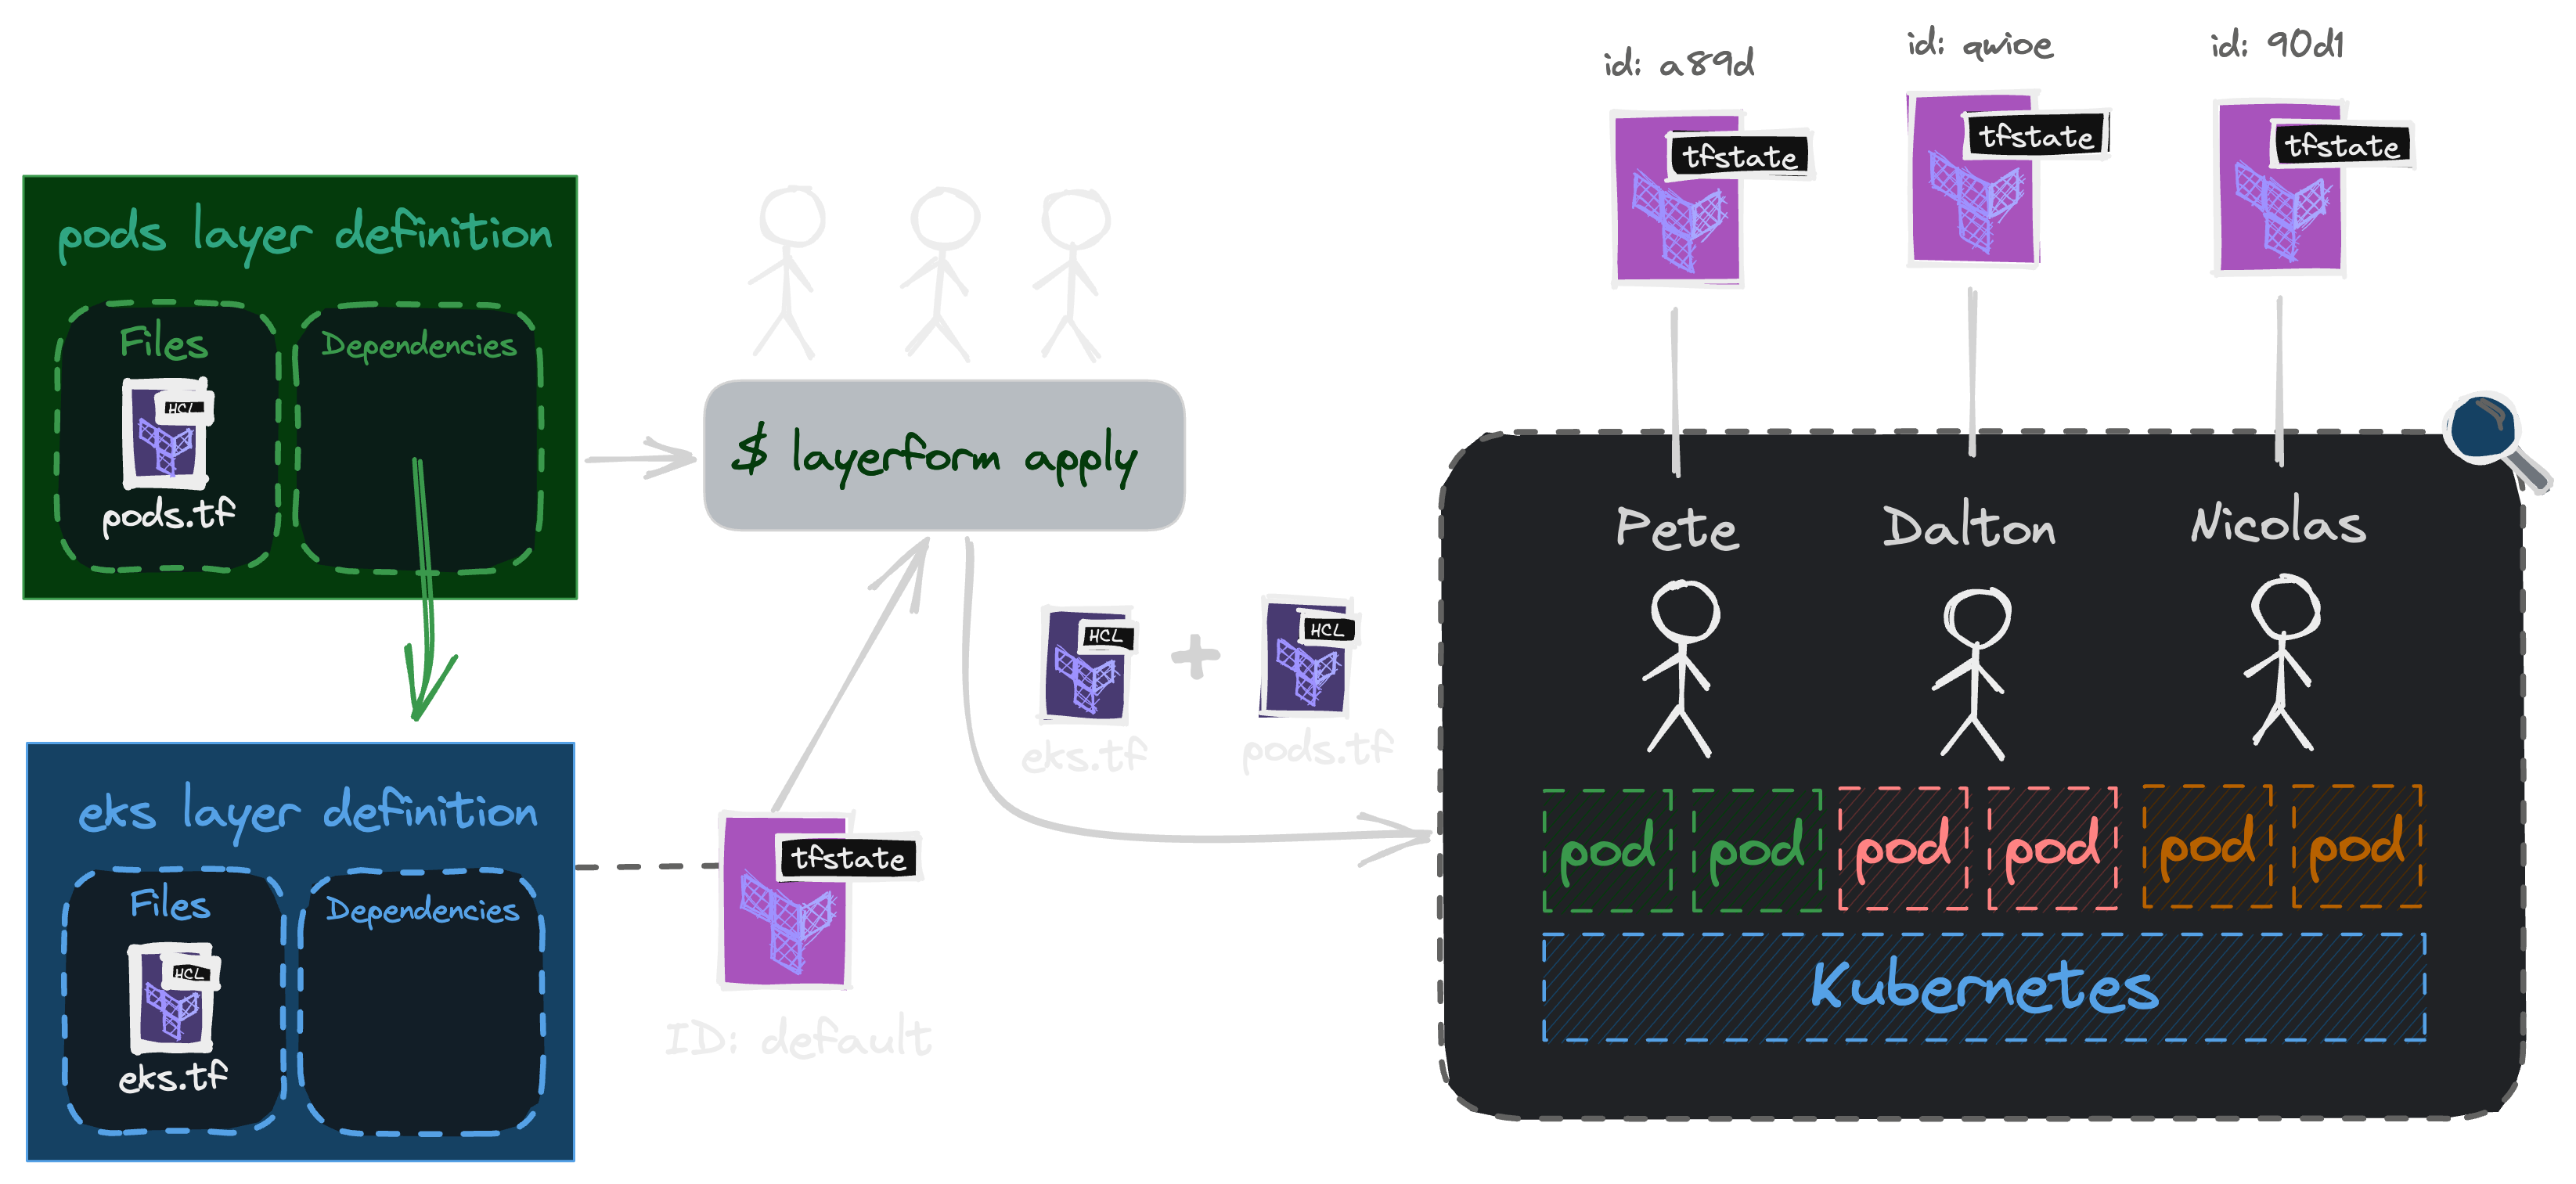 pods layer definition
Files
Dependencies
HCL
pods.tf
eks layer definition
Files
Dependencies
HCL
eks.tf
$ layerform apply
tfstate
ID: default
HCL
eks.tf
+
HCL
pods.tf
id: a89d
tfstate
id: qwioe
tfstate
id: 90d1
tfstate
Pete
Dalton
Nicolas
pod
pod
pod
pod
pod
pod
Kubernetes